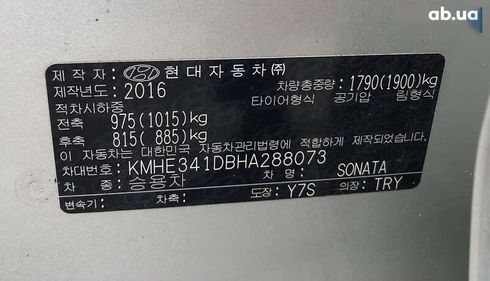 ab.ua
제작자: 현대자동차㈜
제작년도: 2016 차량총중량: 1790(1900)kg
적차시하중 타이어형식 공기압 림형식
전축 975(1015)kg
후축 815( 885)kg
이 자동차는 대한민국 자동차관리법령에 적합하게 제작되었습니다.
차대번호: KMHE341DBHA288073
차종: 승용차 차명: SONATA
변속기: 차축: 도장: Y7S 의장: TRY